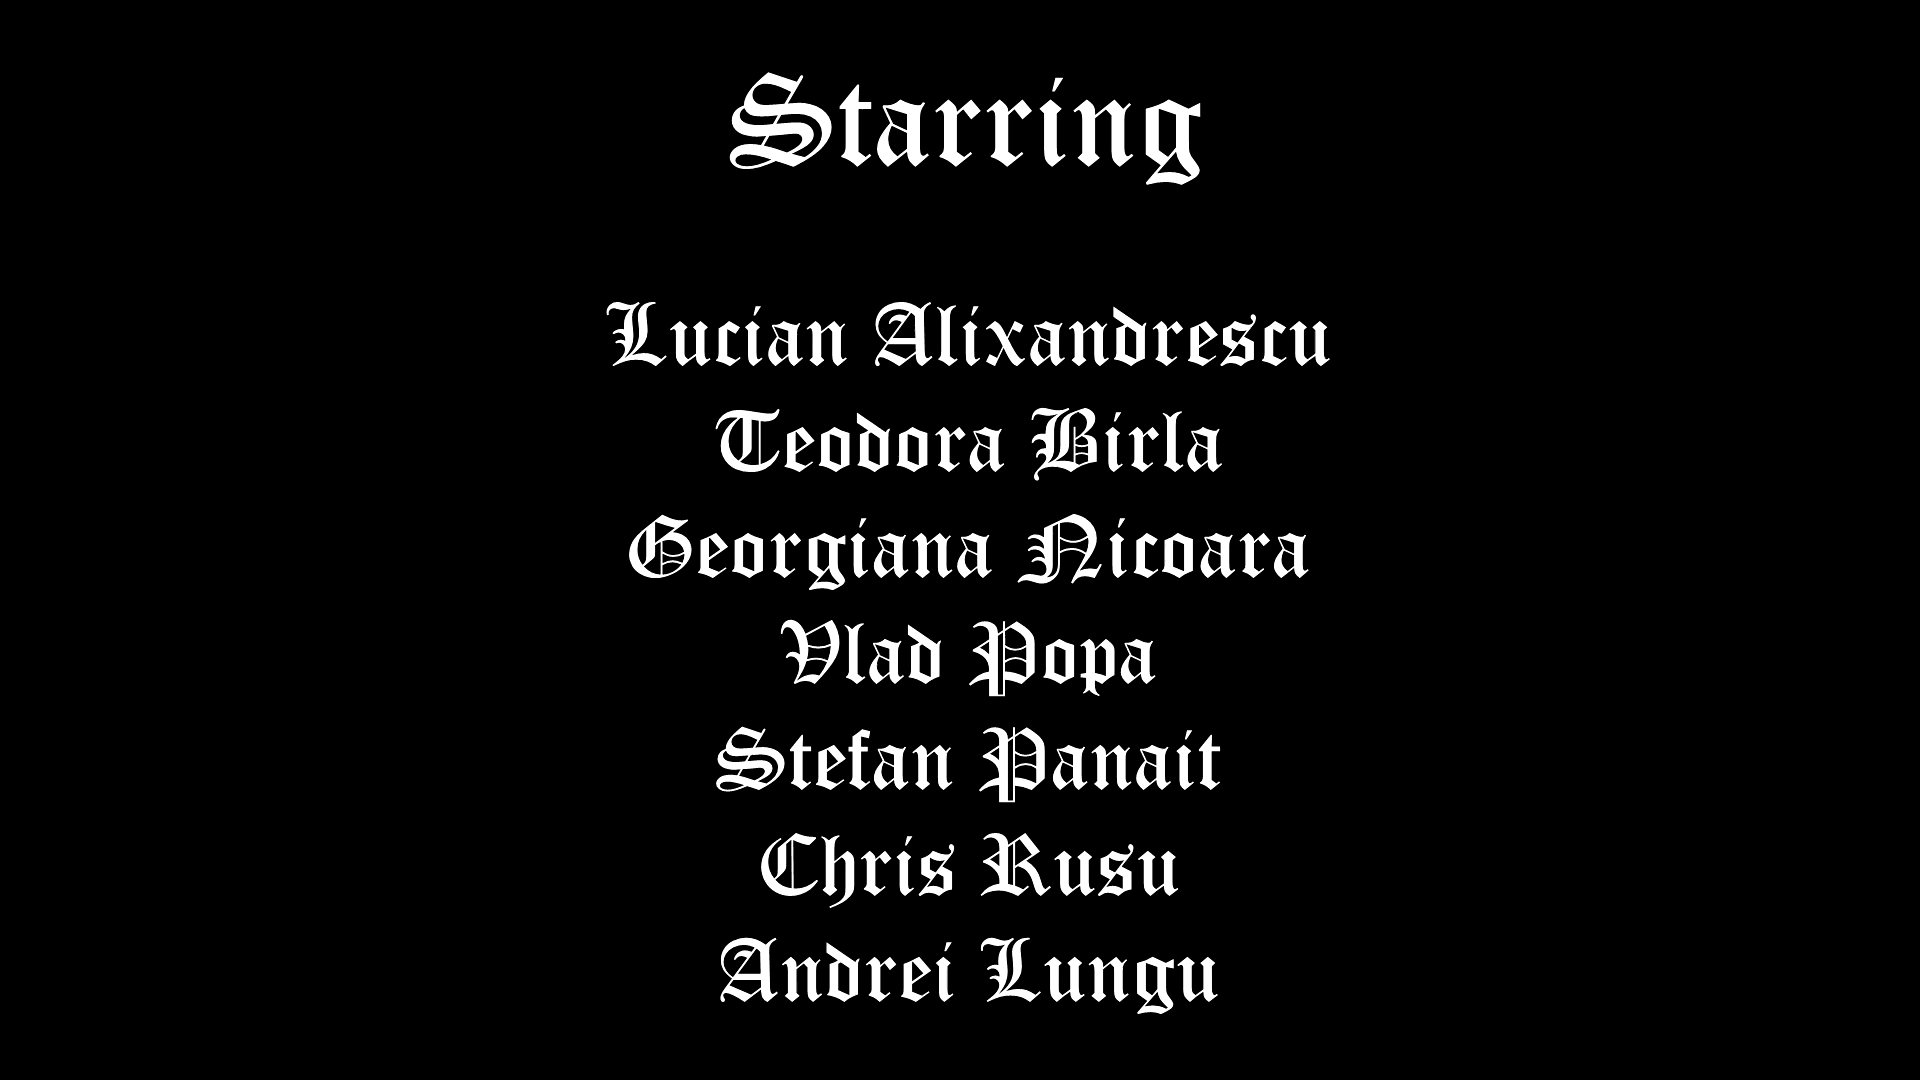 Starring
Lucian Alixandrescu
Teodora Birla
Georgiana Nicoara
Vlad Popa
Stefan Panait
Chris Rusu
Andrei Lungu